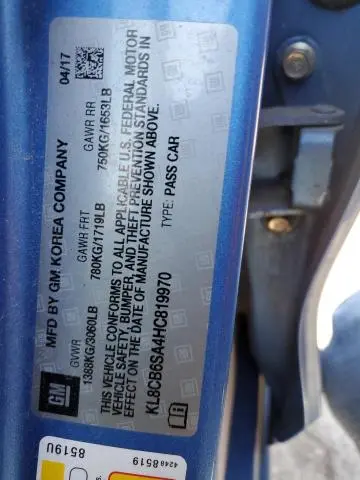 MFD BY GM KOREA COMPANY 04/17
GVWR GAWR FRT GAWR RR
1388KG/3060LB 780KG/1719LB 750KG/1653LB
THIS VEHICLE CONFORMS TO ALL APPLICABLE U.S. FEDERAL MOTOR
VEHICLE SAFETY, BUMPER, AND THEFT PREVENTION STANDARDS IN
EFFECT ON THE DATE OF MANUFACTURE SHOWN ABOVE.
KL8CB6SA4HC819970 TYPE: PASS CAR
GM
8519U
42468519